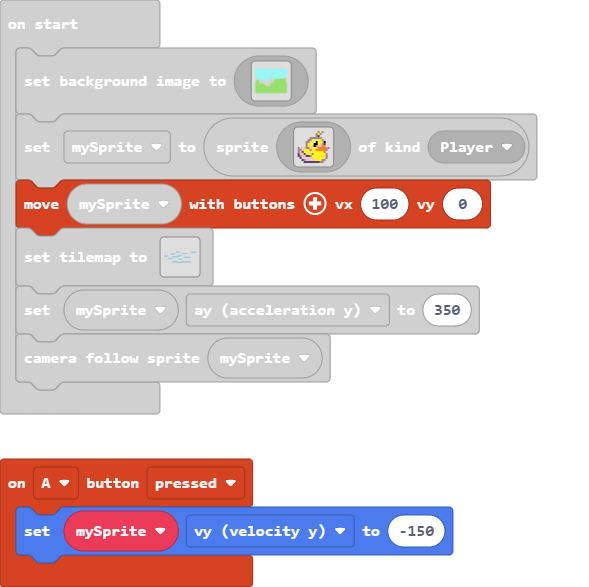 on start
set background image to
set mySprite to sprite of kind Player
move mySprite with buttons vx 100 vy 0
set tilemap to
set mySprite ay (acceleration y) to 350
camera follow sprite mySprite
on A button pressed
set mySprite vy (velocity y) to -150